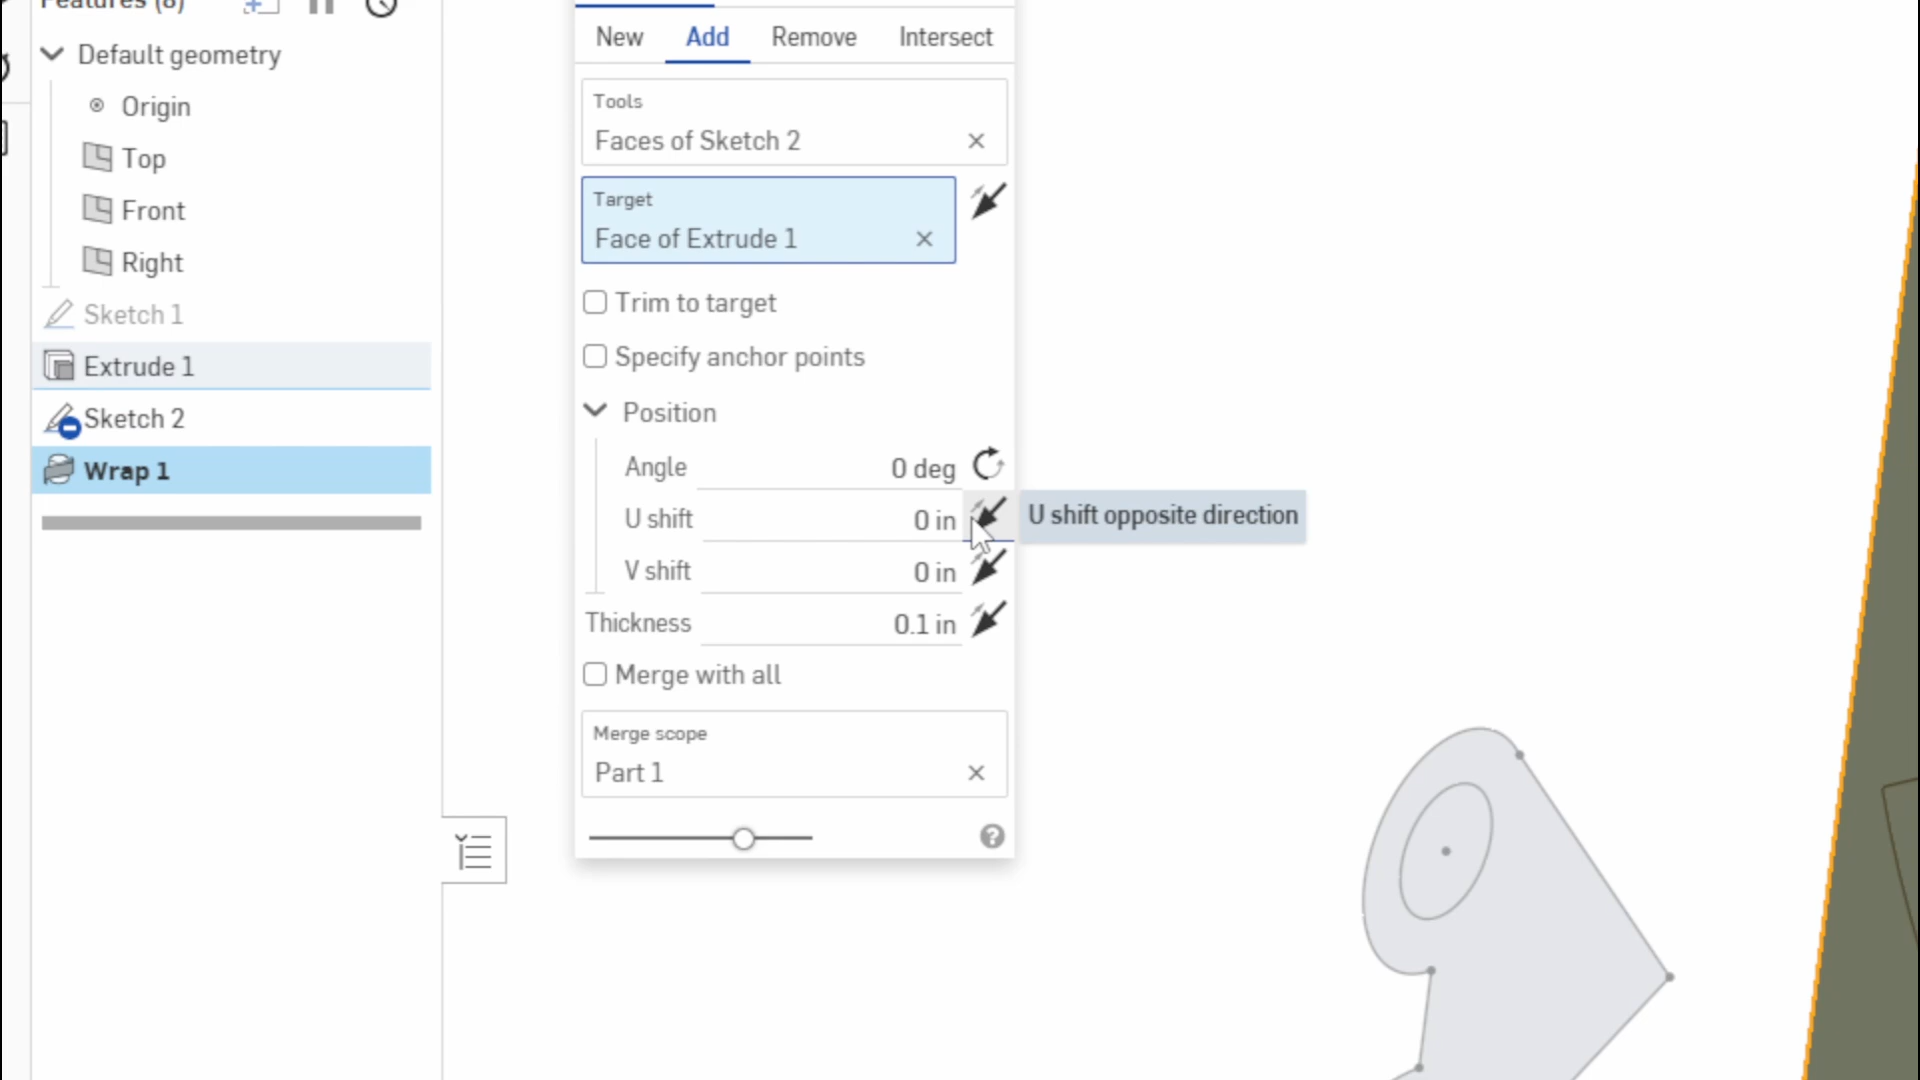 Features (8)
Default geometry
Origin
Top
Front
Right
Sketch 1
Extrude 1
Sketch 2
Wrap 1
New Add Remove Intersect
Tools
Faces of Sketch 2
Target
Face of Extrude 1
Trim to target
Specify anchor points
Position
Angle 0 deg
U shift 0 in
U shift opposite direction
V shift 0 in
Thickness 0.1 in
Merge with all
Merge scope
Part 1